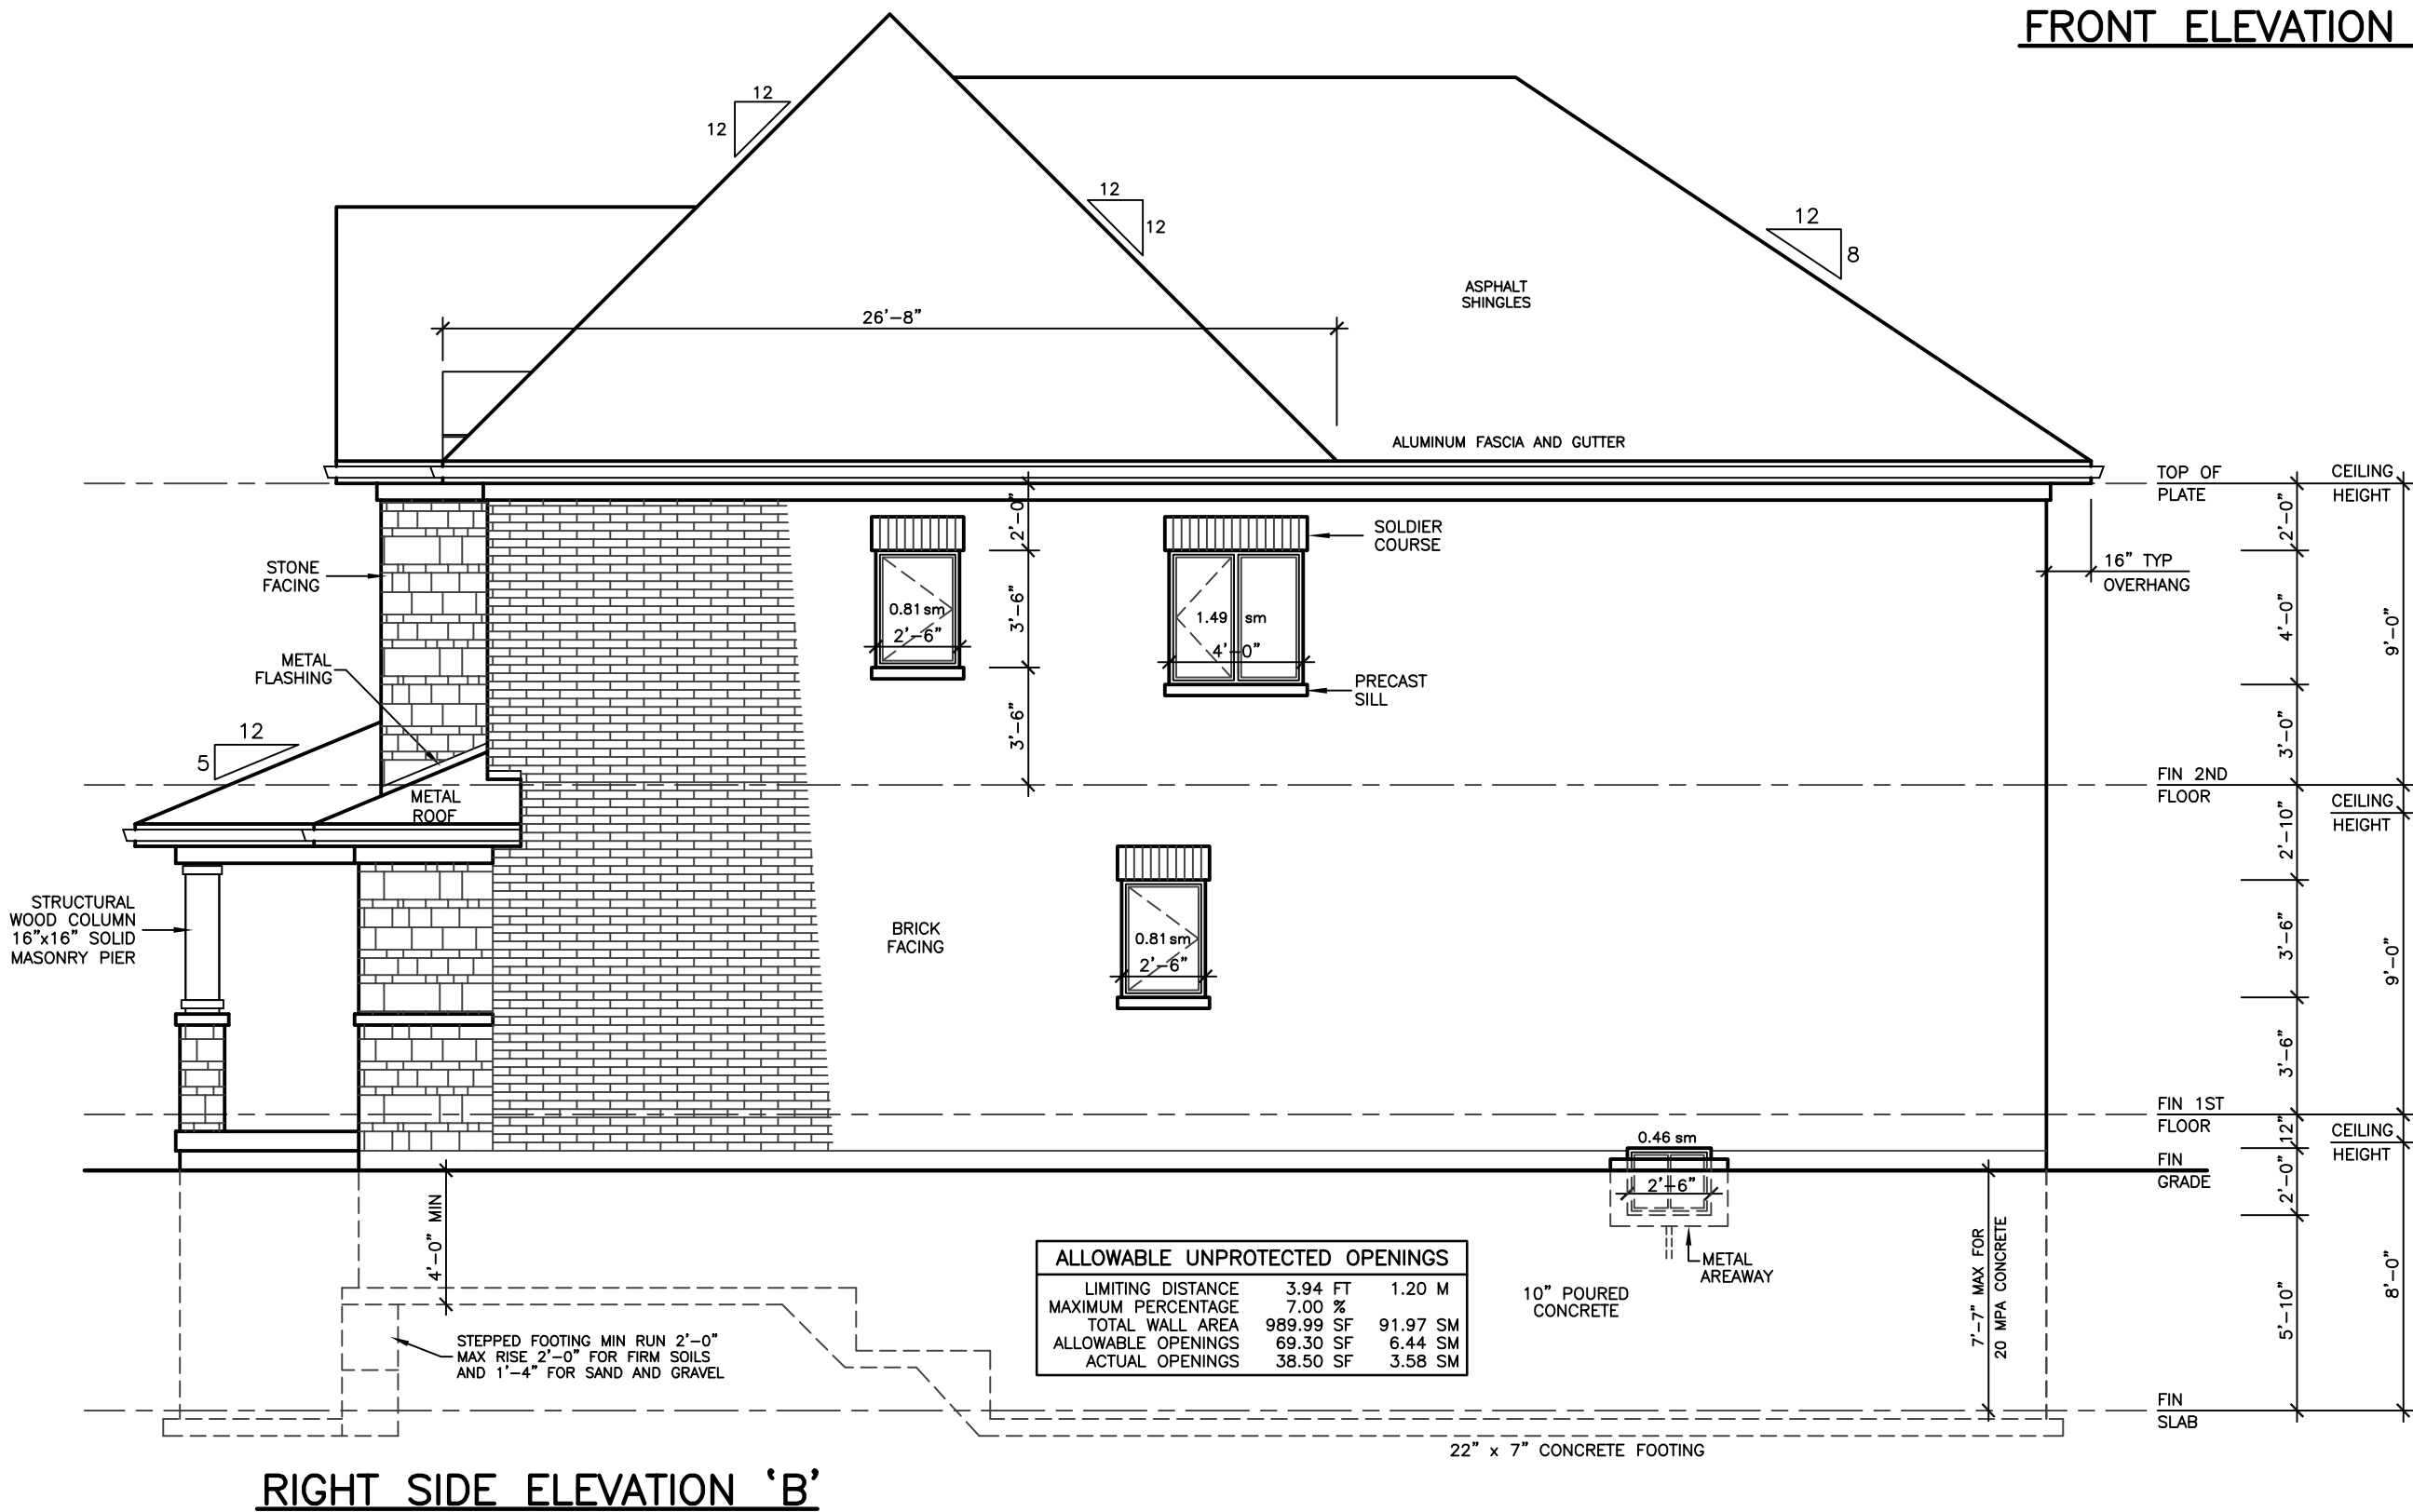 FRONT ELEVATION
12
12
12
12
12
8
ASPHALT
SHINGLES
26'-8"
ALUMINUM FASCIA AND GUTTER
TOP OF
PLATE
CEILING
HEIGHT
2'-0"
2'-0"
SOLDIER
COURSE
STONE
FACING
16" TYP
OVERHANG
0.81 sm
2'-6"
3'-6"
1.49 sm
4'-0"
4'-0"
9'-0"
METAL
FLASHING
PRECAST
SILL
3'-6"
3'-0"
12
5
METAL
ROOF
FIN 2ND
FLOOR
CEILING
HEIGHT
2'-10"
STRUCTURAL
WOOD COLUMN
16"x16" SOLID
MASONRY PIER
BRICK
FACING
0.81 sm
2'-6"
3'-6"
9'-0"
3'-6"
FIN 1ST
FLOOR
12"
CEILING
HEIGHT
0.46 sm
2'-6"
FIN
GRADE
2'-0"
4'-0" MIN
METAL
AREAWAY
10" POURED
CONCRETE
7'-7" MAX FOR
20 MPA CONCRETE
5'-10"
8'-0"
ALLOWABLE UNPROTECTED OPENINGS
LIMITING DISTANCE 3.94 FT 1.20 M
MAXIMUM PERCENTAGE 7.00 %
TOTAL WALL AREA 989.99 SF 91.97 SM
ALLOWABLE OPENINGS 69.30 SF 6.44 SM
ACTUAL OPENINGS 38.50 SF 3.58 SM
STEPPED FOOTING MIN RUN 2'-0"
MAX RISE 2'-0" FOR FIRM SOILS
AND 1'-4" FOR SAND AND GRAVEL
FIN
SLAB
22" x 7" CONCRETE FOOTING
RIGHT SIDE ELEVATION 'B'